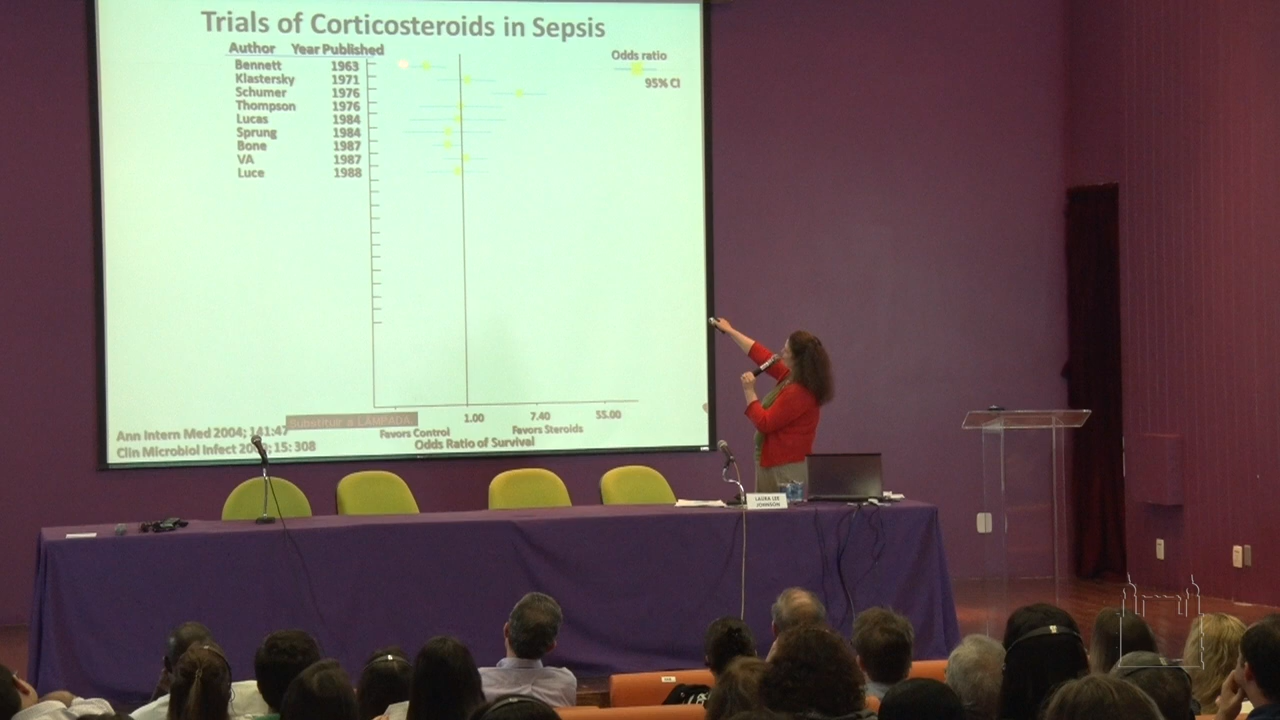 Trials of Corticosteroids in Sepsis
Author Year Published
Bennett 1963
Klastersky 1971
Schumer 1976
Thompson 1976
Lucas 1984
Sprung 1984
Bone 1987
VA 1987
Luce 1988
Odds ratio
95% CI
1.00 7.40 55.00
Favors Control Favors Steroids
Odds Ratio of Survival
Substituir a LÂMPADA.
Ann Intern Med 2004; 141:47
Clin Microbiol Infect 308
LAURA LEE
JOHNSON